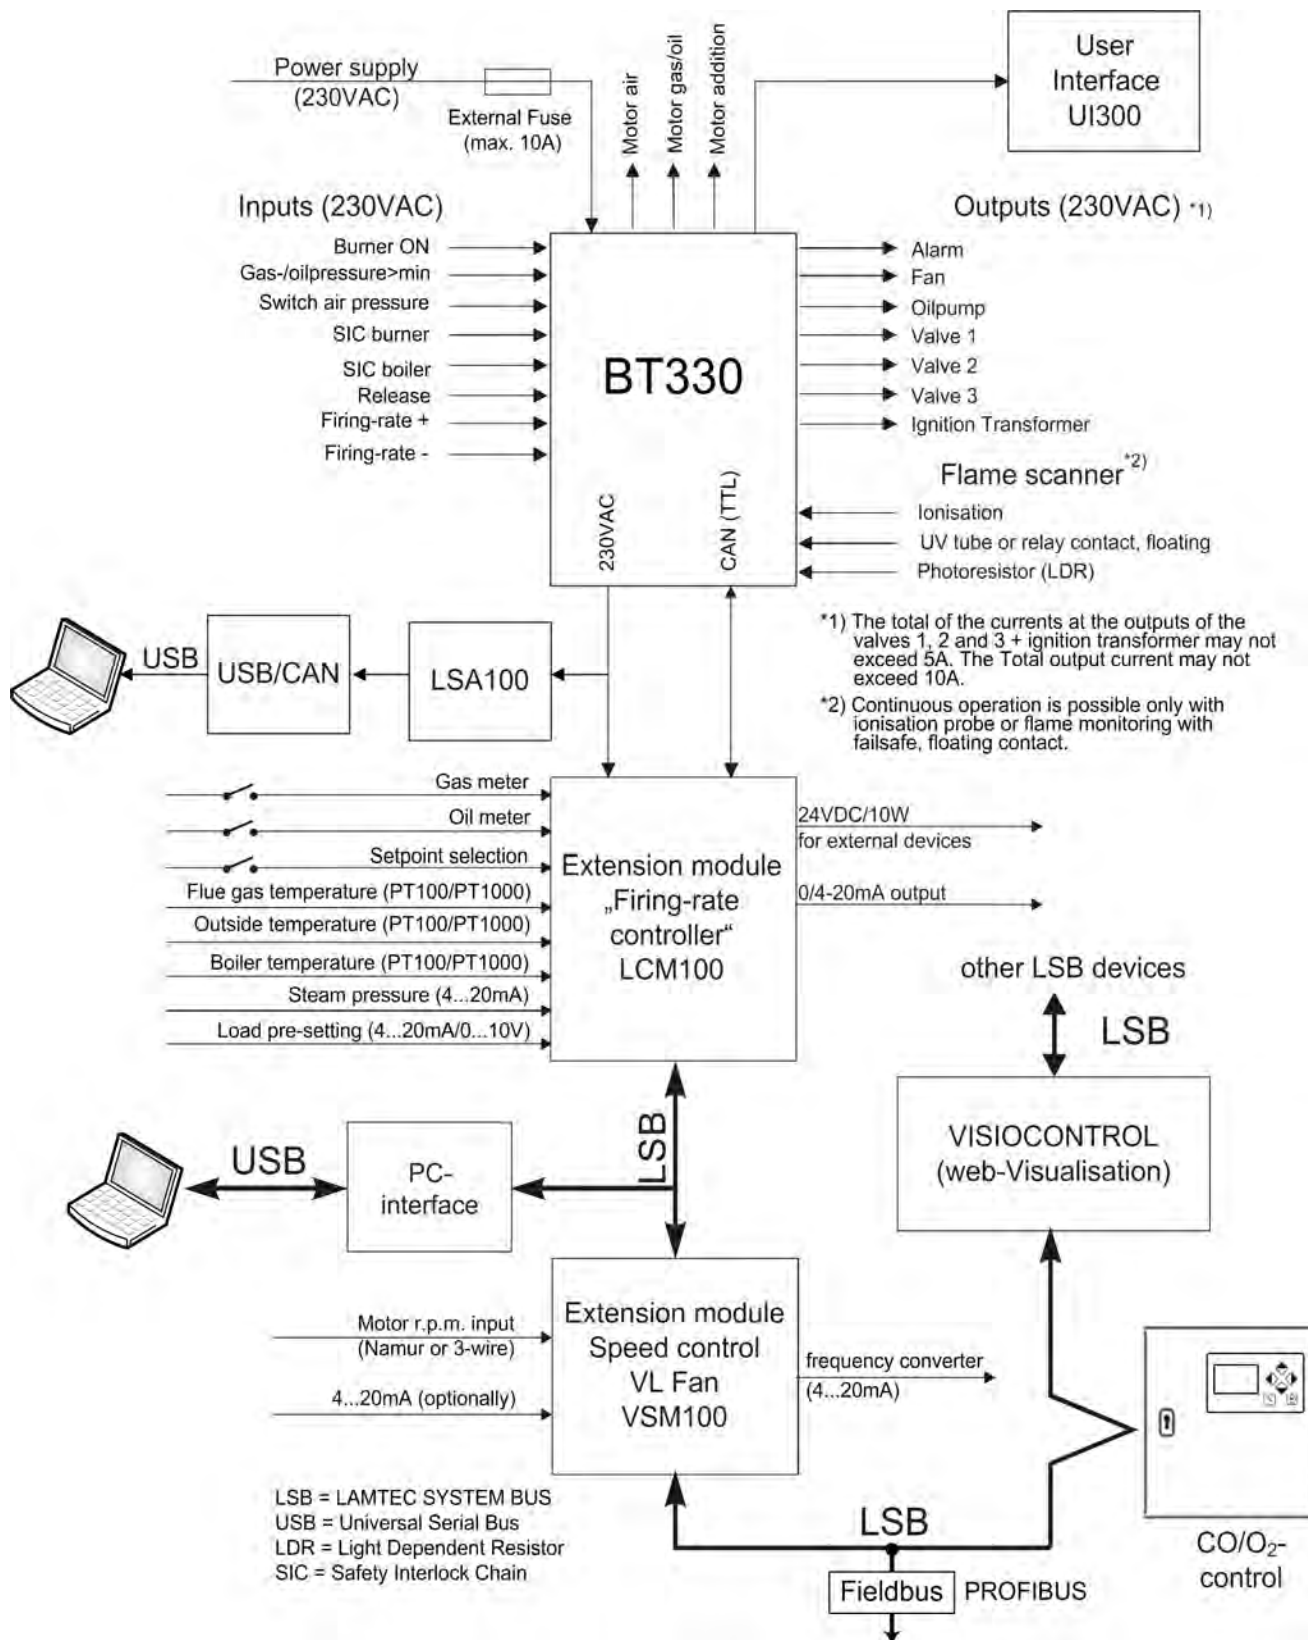 Power supply
(230VAC)
External Fuse
(max. 10A)
Motor air
Motor gas/oil
Motor addition
User
Interface
UI300
Inputs (230VAC)
Outputs (230VAC) *1)
Burner ON
Gas-/oilpressure>min
Switch air pressure
SIC burner
SIC boiler
Release
Firing-rate +
Firing-rate -
BT330
230VAC
CAN (TTL)
Alarm
Fan
Oilpump
Valve 1
Valve 2
Valve 3
Ignition Transformer
Flame scanner *2)
Ionisation
UV tube or relay contact, floating
Photoresistor (LDR)
USB
USB/CAN
LSA100
*1) The total of the currents at the outputs of the
valves 1, 2 and 3 + ignition transformer may not
exceed 5A. The Total output current may not
exceed 10A.
*2) Continuous operation is possible only with
ionisation probe or flame monitoring with
failsafe, floating contact.
Gas meter
Oil meter
Setpoint selection
Flue gas temperature (PT100/PT1000)
Outside temperature (PT100/PT1000)
Boiler temperature (PT100/PT1000)
Steam pressure (4...20mA)
Load pre-setting (4...20mA/0...10V)
Extension module
„Firing-rate
controller“
LCM100
24VDC/10W
for external devices
0/4-20mA output
other LSB devices
LSB
VISIOCONTROL
(web-Visualisation)
LSB
USB
PC-
interface
Motor r.p.m. input
(Namur or 3-wire)
4...20mA (optionally)
Extension module
Speed control
VL Fan
VSM100
frequency converter
(4...20mA)
LSB = LAMTEC SYSTEM BUS
USB = Universal Serial Bus
LDR = Light Dependent Resistor
SIC = Safety Interlock Chain
LSB
Fieldbus
PROFIBUS
CO/O₂-
control